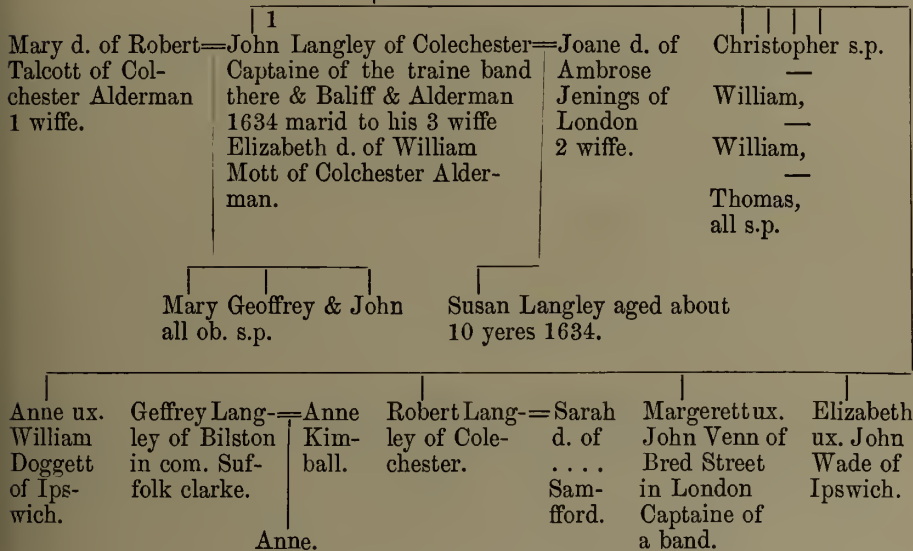 1
Mary d. of Robert=John Langley of Colechester=Joane d. of Christopher s.p.
Talcott of Col- Captaine of the traine band Ambrose —
chester Alderman there & Baliff & Alderman Jenings of William,
1 wiffe. 1634 marid to his 3 wiffe London —
Elizabeth d. of William 2 wiffe. William,
Mott of Colchester Alder- —
man. Thomas,
all s.p.
Mary Geoffrey & John Susan Langley aged about
all ob. s.p. 10 yeres 1634.
Anne ux. Geffrey Lang-=Anne Robert Lang-=Sarah Margerett ux. Elizabeth
William ley of Bilston Kim- ley of Cole- d. of John Venn of ux. John
Doggett in com. Suf- ball. chester. .... Bred Street Wade of
of Ips- folk clarke. Sam- in London Ipswich.
wich. fford. Captaine of
Anne. a band.